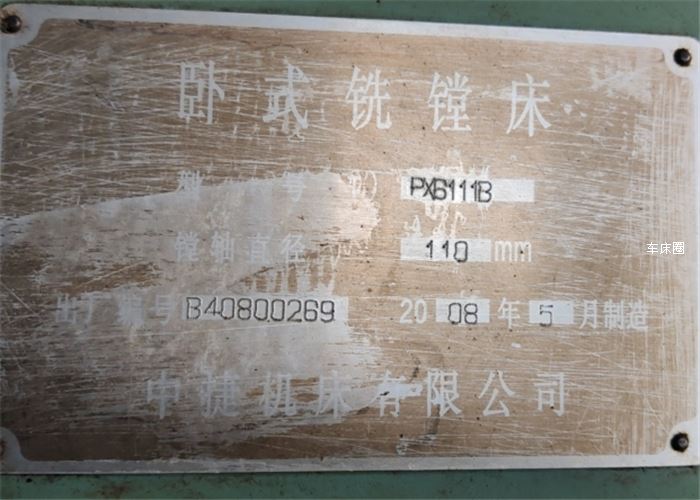 卧式铣镗床
型号 PX6111B
镗轴直径 110 mm
出厂编号 B40800269 2008年5月制造
中捷机床有限公司
车床圈